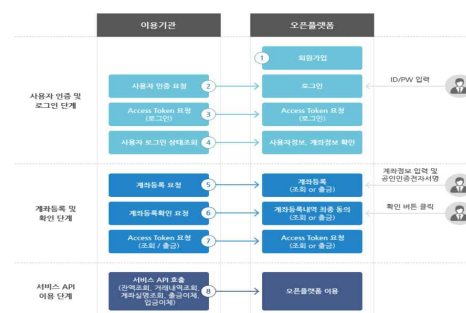 이용기관
오픈플랫폼
1
회원가입
사용자 인증 및
로그인 단계
사용자 인증 요청
2
로그인
ID/PW 입력
Access Token 요청
(로그인)
3
Access Token 요청
(로그인)
사용자 로그인 상태조회
4
사용자정보, 계좌정보 확인
계좌등록 및
확인 단계
계좌등록 요청
5
계좌등록
(조회 or 출금)
계좌정보 입력 및
공인인증전자서명
계좌등록확인 요청
6
계좌등록내역 최종 동의
(조회 or 출금)
확인 버튼 클릭
Access Token 요청
(조회 / 출금)
7
Access Token 요청
(조회 or 출금)
서비스 API
이용 단계
서비스 API 호출
(잔액조회, 거래내역조회,
계좌실명조회, 출금이체,
입금이체)
8
오픈플랫폼 이용